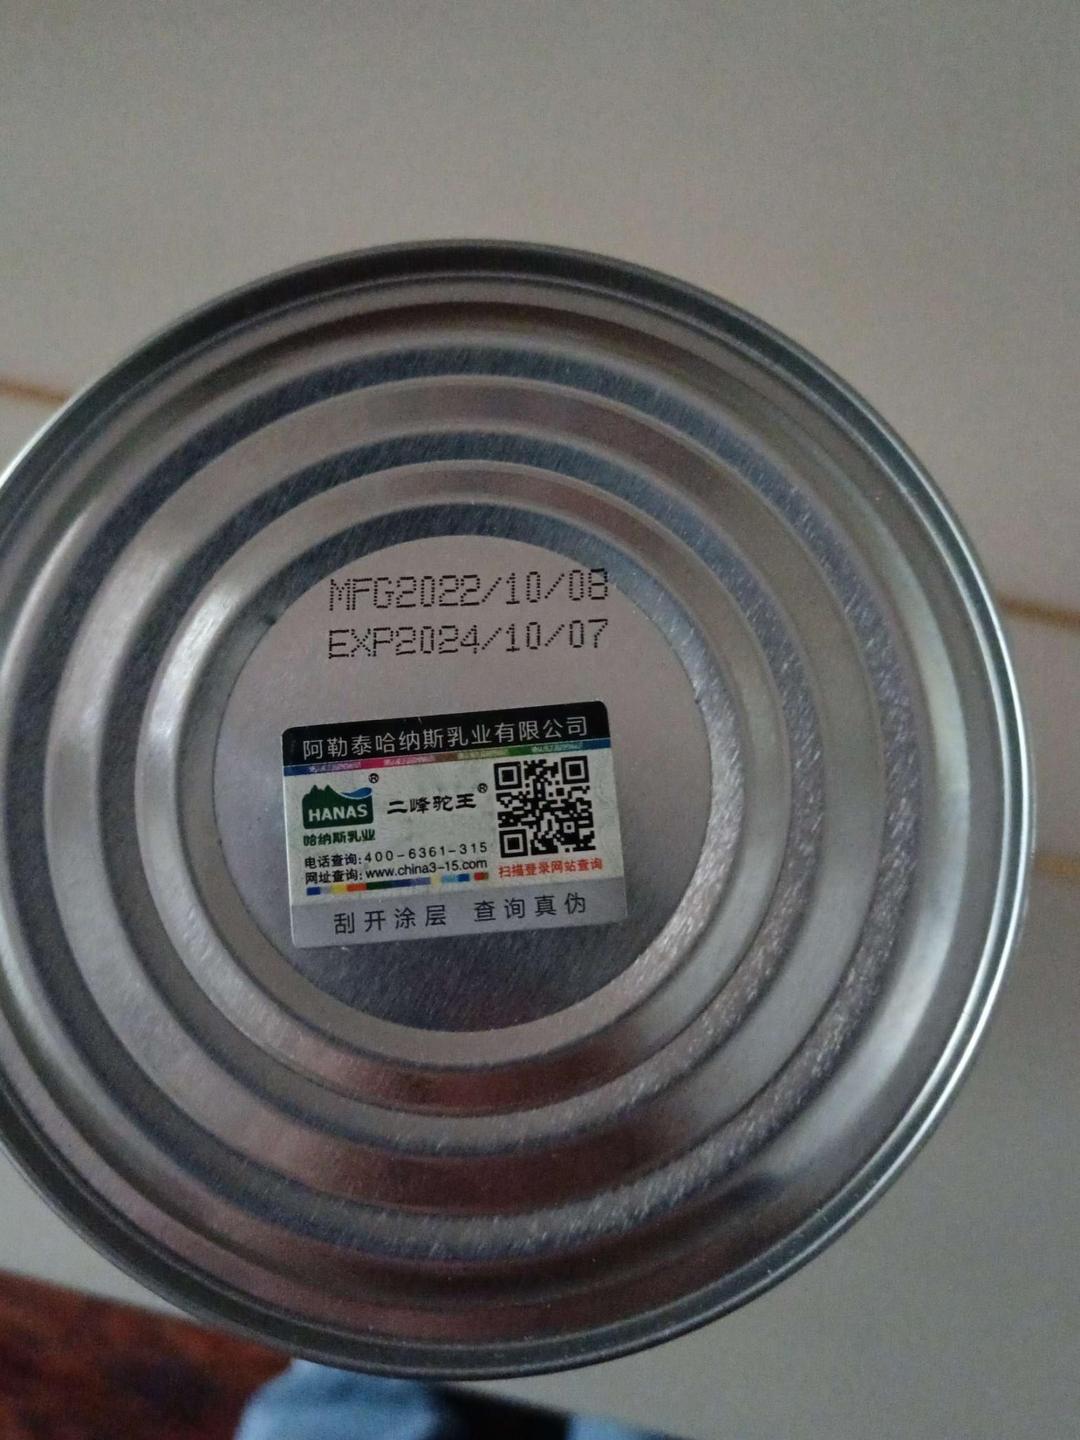 MFG2022/10/08
EXP2024/10/07
阿勒泰哈纳斯乳业有限公司
HANAS®
二峰驼王®
哈纳斯乳业
电话查询:400-6361-315
网址查询:www.china3-15.com
扫描登录网站查询
刮开涂层 查询真伪